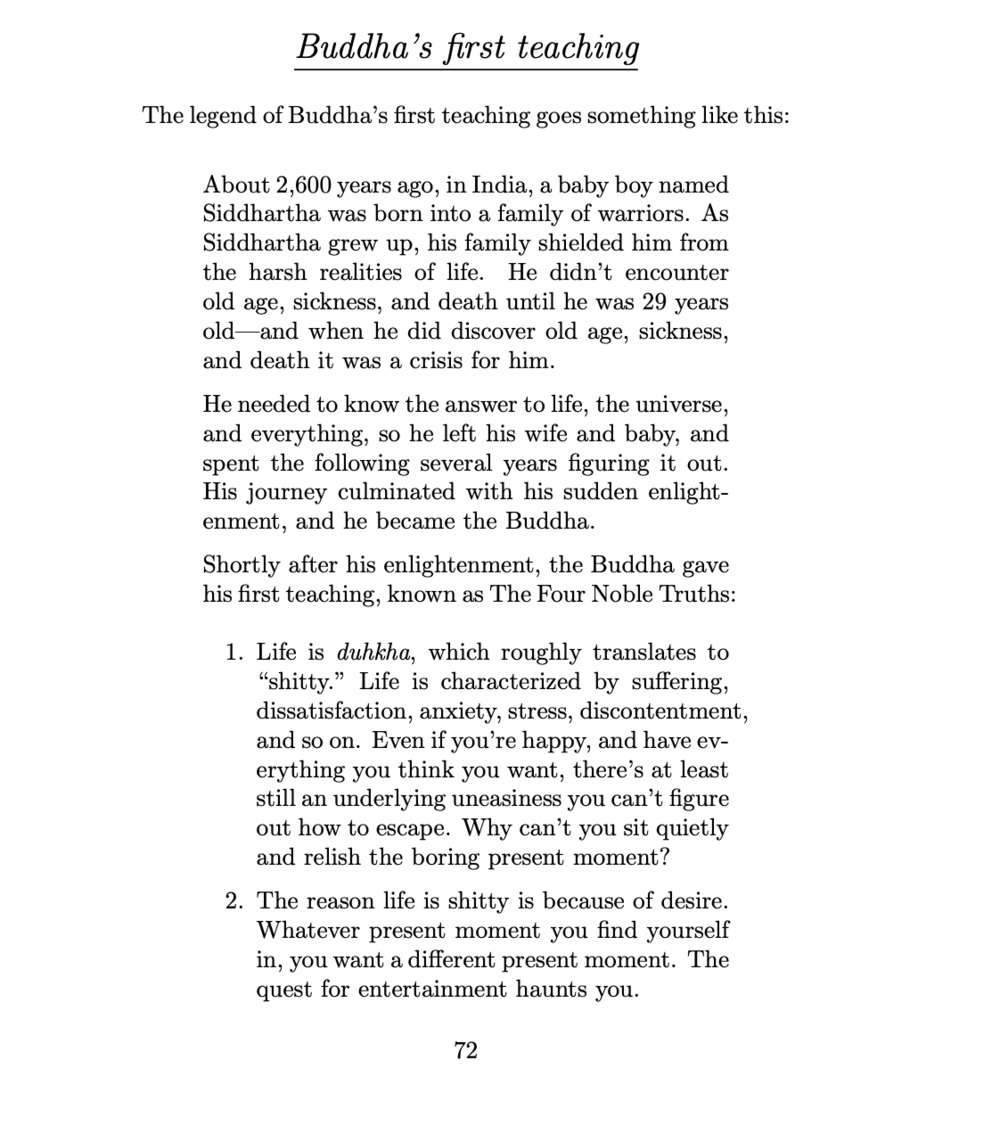 Buddha’s first teaching
The legend of Buddha’s first teaching goes something like this:
About 2,600 years ago, in India, a baby boy named
Siddhartha was born into a family of warriors. As
Siddhartha grew up, his family shielded him from
the harsh realities of life. He didn’t encounter
old age, sickness, and death until he was 29 years
old—and when he did discover old age, sickness,
and death it was a crisis for him.
He needed to know the answer to life, the universe,
and everything, so he left his wife and baby, and
spent the following several years figuring it out.
His journey culminated with his sudden enlight-
enment, and he became the Buddha.
Shortly after his enlightenment, the Buddha gave
his first teaching, known as The Four Noble Truths:
1. Life is duhkha, which roughly translates to
“shitty.” Life is characterized by suffering,
dissatisfaction, anxiety, stress, discontentment,
and so on. Even if you’re happy, and have ev-
erything you think you want, there’s at least
still an underlying uneasiness you can’t figure
out how to escape. Why can’t you sit quietly
and relish the boring present moment?
2. The reason life is shitty is because of desire.
Whatever present moment you find yourself
in, you want a different present moment. The
quest for entertainment haunts you.
72